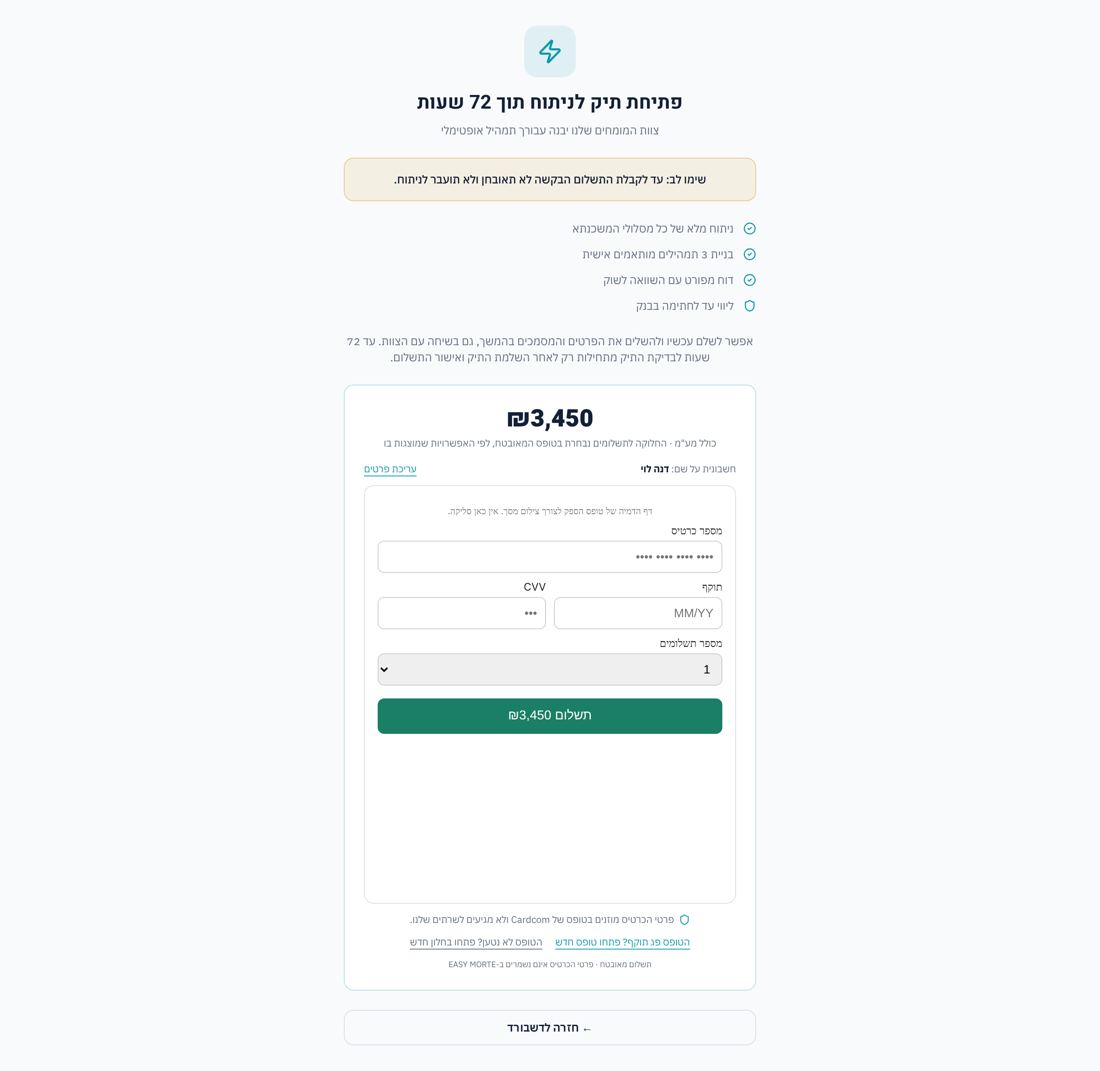 פתיחת תיק לניתוח תוך 72 שעות
צוות המומחים שלנו יבנה עבורך תמהיל אופטימלי
שימו לב: עד לקבלת התשלום הבקשה לא תאובחן ולא תועבר לניתוח.
ניתוח מלא של כל מסלולי המשכנתא
בניית 3 תמהילים מותאמים אישית
דוח מפורט עם השוואה לשוק
ליווי עד לחתימה בבנק
אפשר לשלם עכשיו ולהשלים את הפרטים והמסמכים בהמשך, גם בשיחה עם הצוות. עד 72
שעות לבדיקת התיק מתחילות רק לאחר השלמת התיק ואישור התשלום.
₪3,450
כולל מע"מ · החלוקה לתשלומים נבחרת בטופס המאובטח, לפי האפשרויות שמוצגות בו
חשבונית על שם: דנה לוי
עריכת פרטים
דף הדמיה של טופס הספק לצורך צילום מסך. אין כאן סליקה.
מספר כרטיס
•••• •••• •••• ••••
תוקף
CVV
MM/YY
•••
מספר תשלומים
1
תשלום ₪3,450
פרטי הכרטיס מוזנים בטופס של Cardcom ולא מגיעים לשרתים שלנו.
הטופס פג תוקף? פתחו טופס חדש
הטופס לא נטען? פתחו בחלון חדש
תשלום מאובטח · פרטי הכרטיס אינם נשמרים ב-EASY MORTE
← חזרה לדשבורד